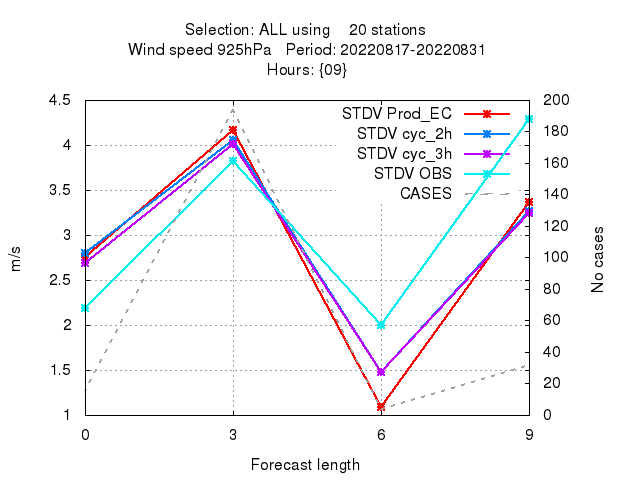 Selection: ALL using    20 stations
Wind speed 925hPa   Period: 20220817-20220831
Hours: {09}
STDV Prod_EC
STDV cyc_2h
STDV cyc_3h
STDV OBS
CASES
4.5
4
3.5
3
2.5
2
1.5
1
m/s
200
180
160
140
120
100
80
60
40
20
0
No cases
0 3 6 9
Forecast length